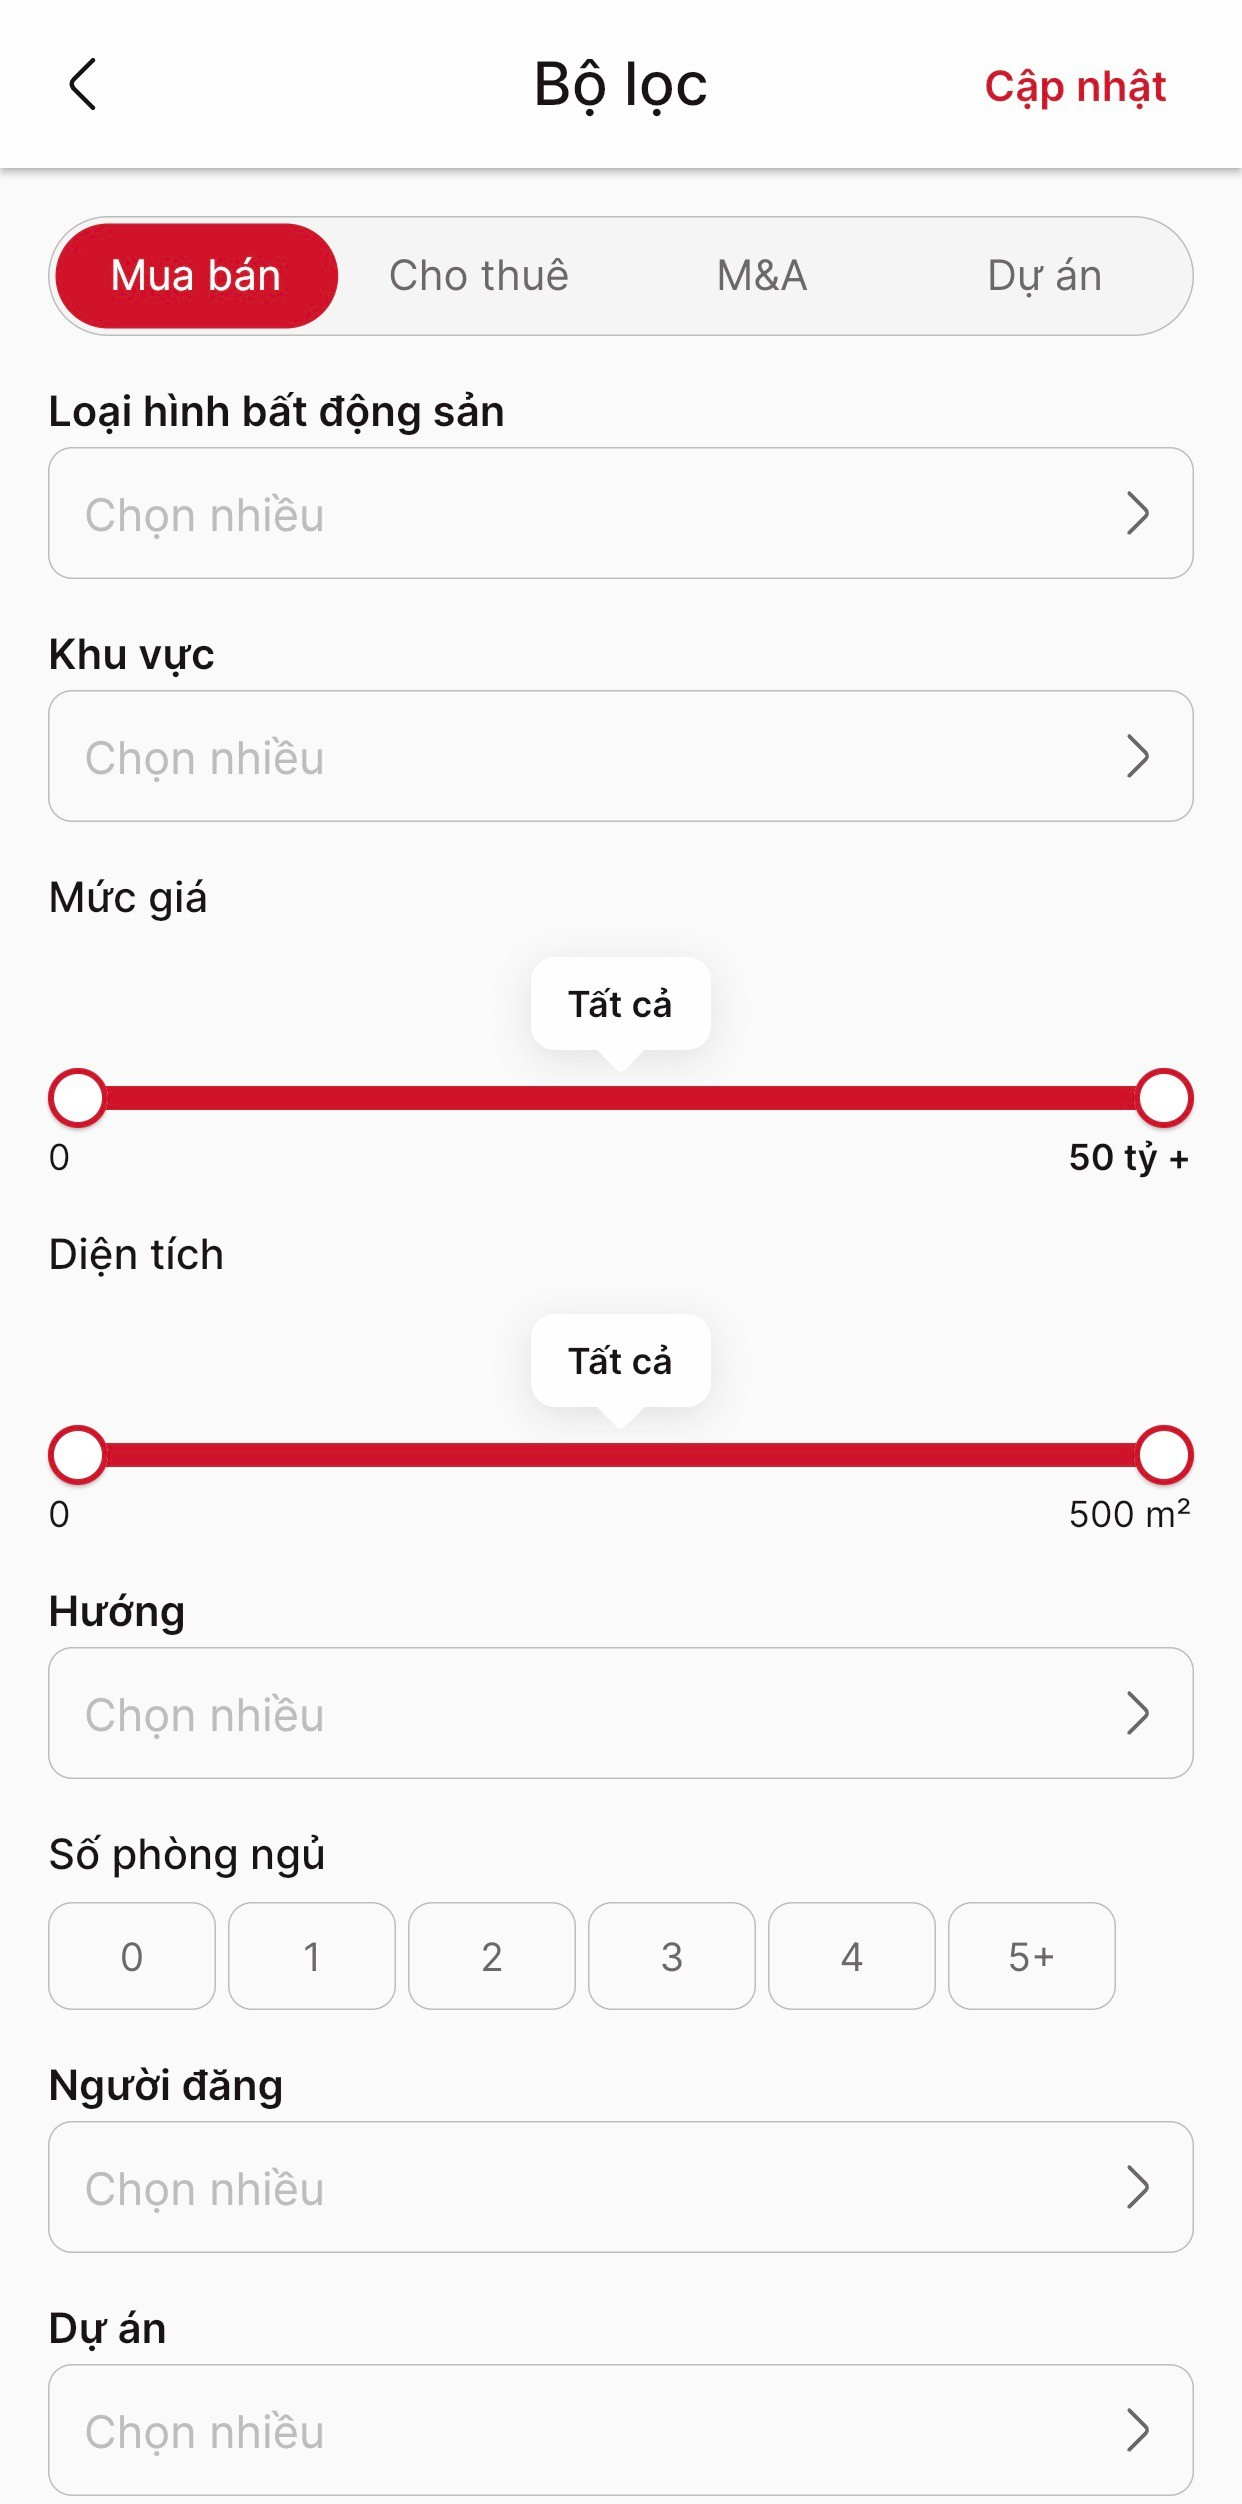 Bộ lọc
Cập nhật
Mua bán
Cho thuê
M&A
Dự án
Loại hình bất động sản
Chọn nhiều
Khu vực
Chọn nhiều
Mức giá
Tất cả
0
50 tỷ +
Diện tích
Tất cả
0
500 m²
Hướng
Chọn nhiều
Số phòng ngủ
0
1
2
3
4
5+
Người đăng
Chọn nhiều
Dự án
Chọn nhiều